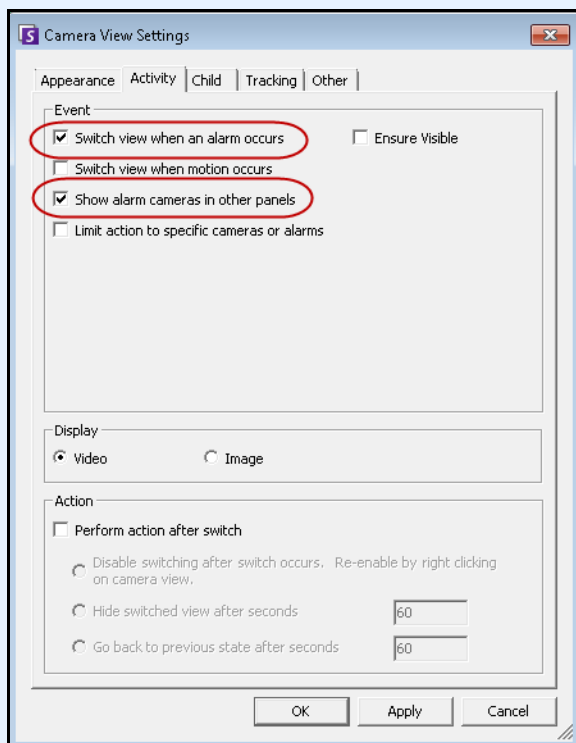 S Camera View Settings
Appearance Activity Child Tracking Other
Event
Switch view when an alarm occurs Ensure Visible
Switch view when motion occurs
Show alarm cameras in other panels
Limit action to specific cameras or alarms
Display
Video Image
Action
Perform action after switch
Disable switching after switch occurs. Re-enable by right clicking
on camera view.
Hide switched view after seconds 60
Go back to previous state after seconds 60
OK Apply Cancel